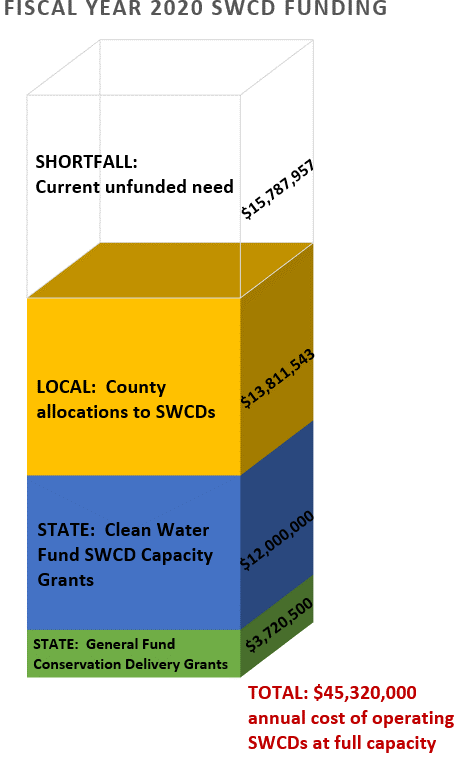 FISCAL YEAR 2020 SWCD FUNDING
SHORTFALL:
Current unfunded need
$15,787,957
LOCAL: County
allocations to SWCDs
$13,811,543
STATE: Clean Water
Fund SWCD Capacity
Grants
$12,000,000
STATE: General Fund
Conservation Delivery Grants
$3,720,500
TOTAL: $45,320,000
annual cost of operating
SWCDs at full capacity